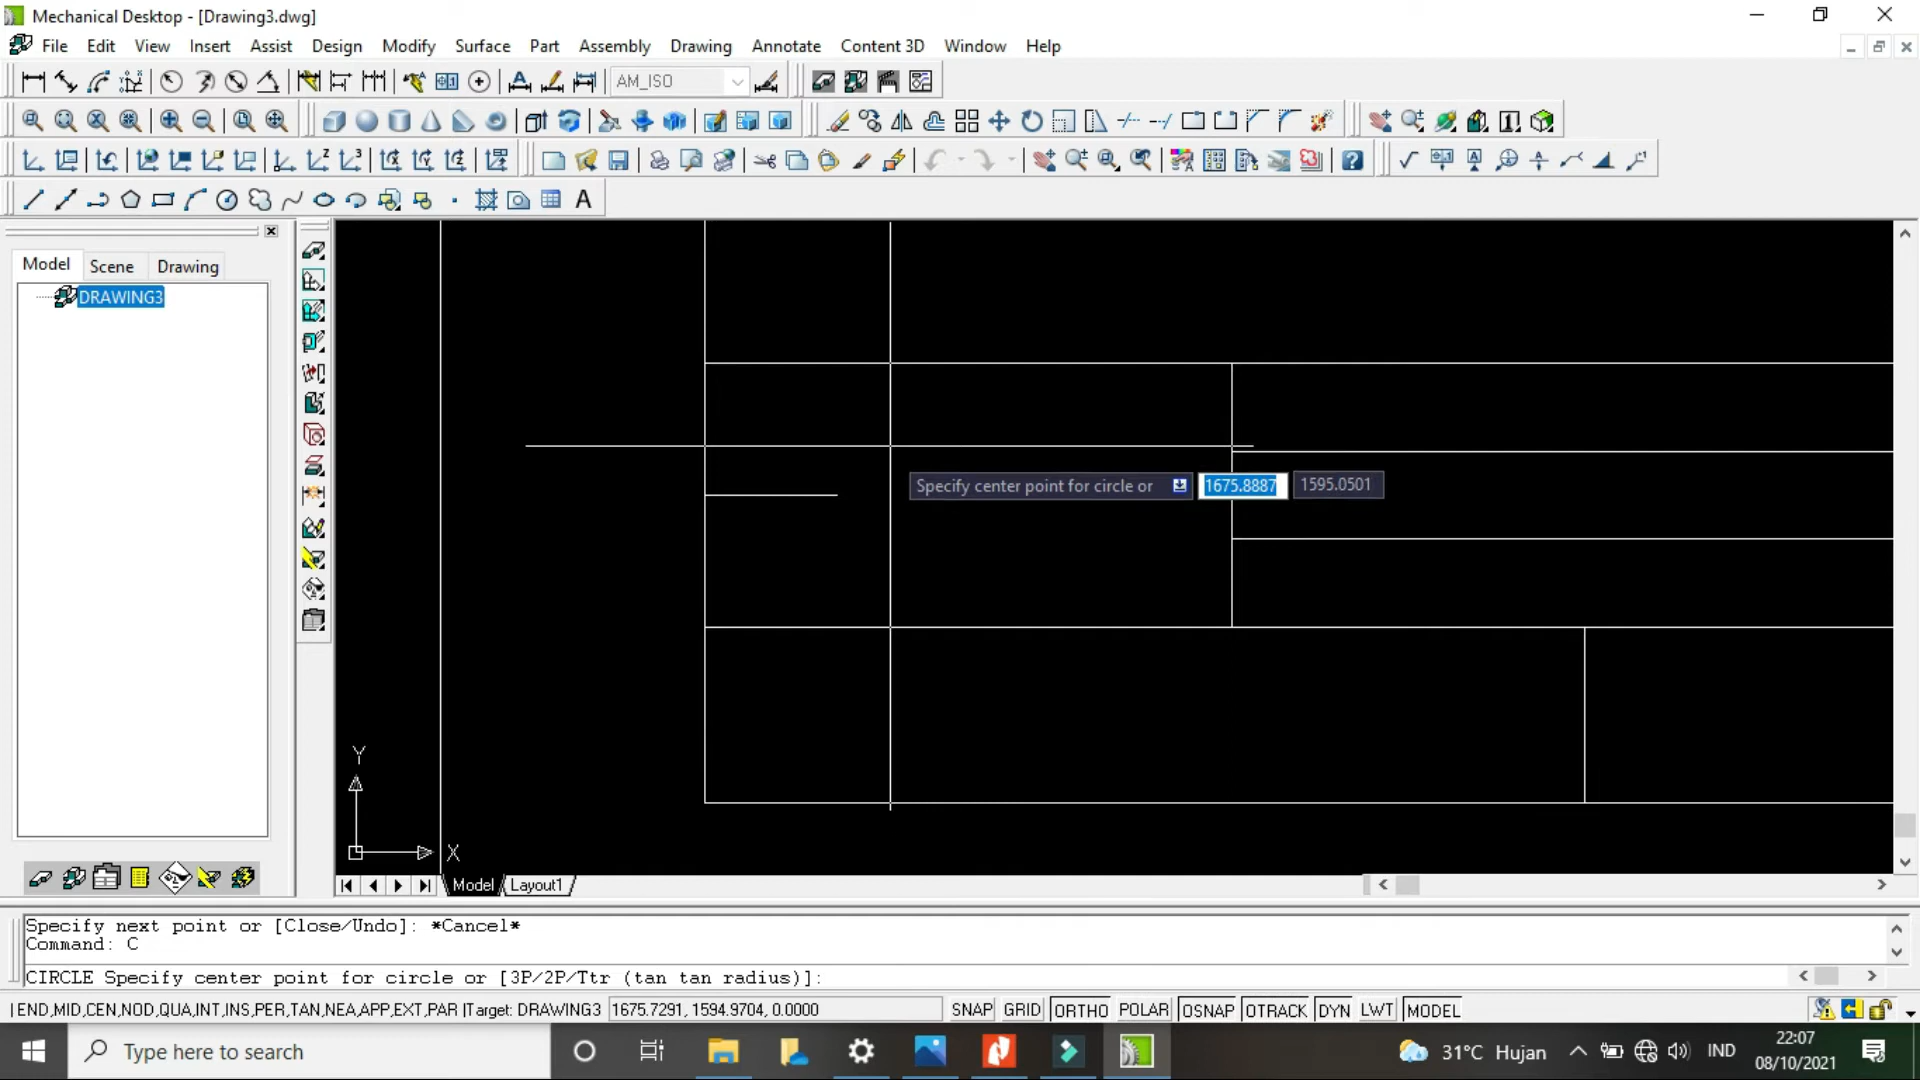 Mechanical Desktop - [Drawing3.dwg]
File Edit View Insert Assist Design Modify Surface Part Assembly Drawing Annotate Content 3D Window Help
AM_ISO
Model Scene Drawing
DRAWING3
Specify center point for circle or 1675.8887 1595.0501
Y
X
Model Layout1
Specify next point or [Close/Undo]: *Cancel*
Command: C
CIRCLE Specify center point for circle or [3P/2P/Ttr (tan tan radius)]:
|END,MID,CEN,NOD,QUA,INT,INS,PER,TAN,NEA,APP,EXT,PAR |Target: DRAWING3 1675.7291, 1594.9704, 0.0000 SNAP GRID ORTHO POLAR OSNAP OTRACK DYN LWT MODEL
Type here to search 31°C Hujan IND 22:07
08/10/2021